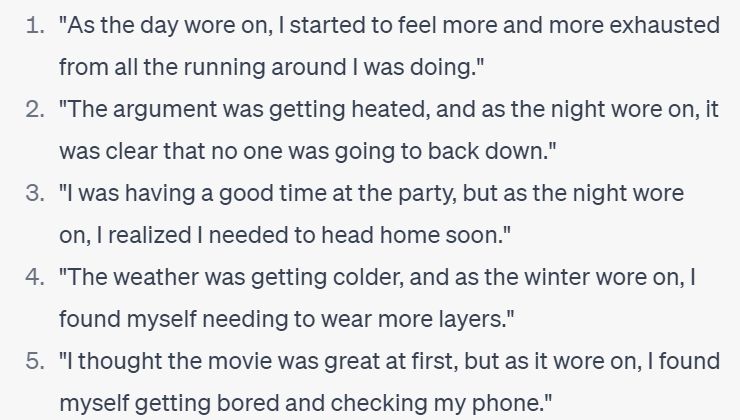 1. "As the day wore on, I started to feel more and more exhausted
from all the running around I was doing."
2. "The argument was getting heated, and as the night wore on, it
was clear that no one was going to back down."
3. "I was having a good time at the party, but as the night wore
on, I realized I needed to head home soon."
4. "The weather was getting colder, and as the winter wore on, I
found myself needing to wear more layers."
5. "I thought the movie was great at first, but as it wore on, I found
myself getting bored and checking my phone."